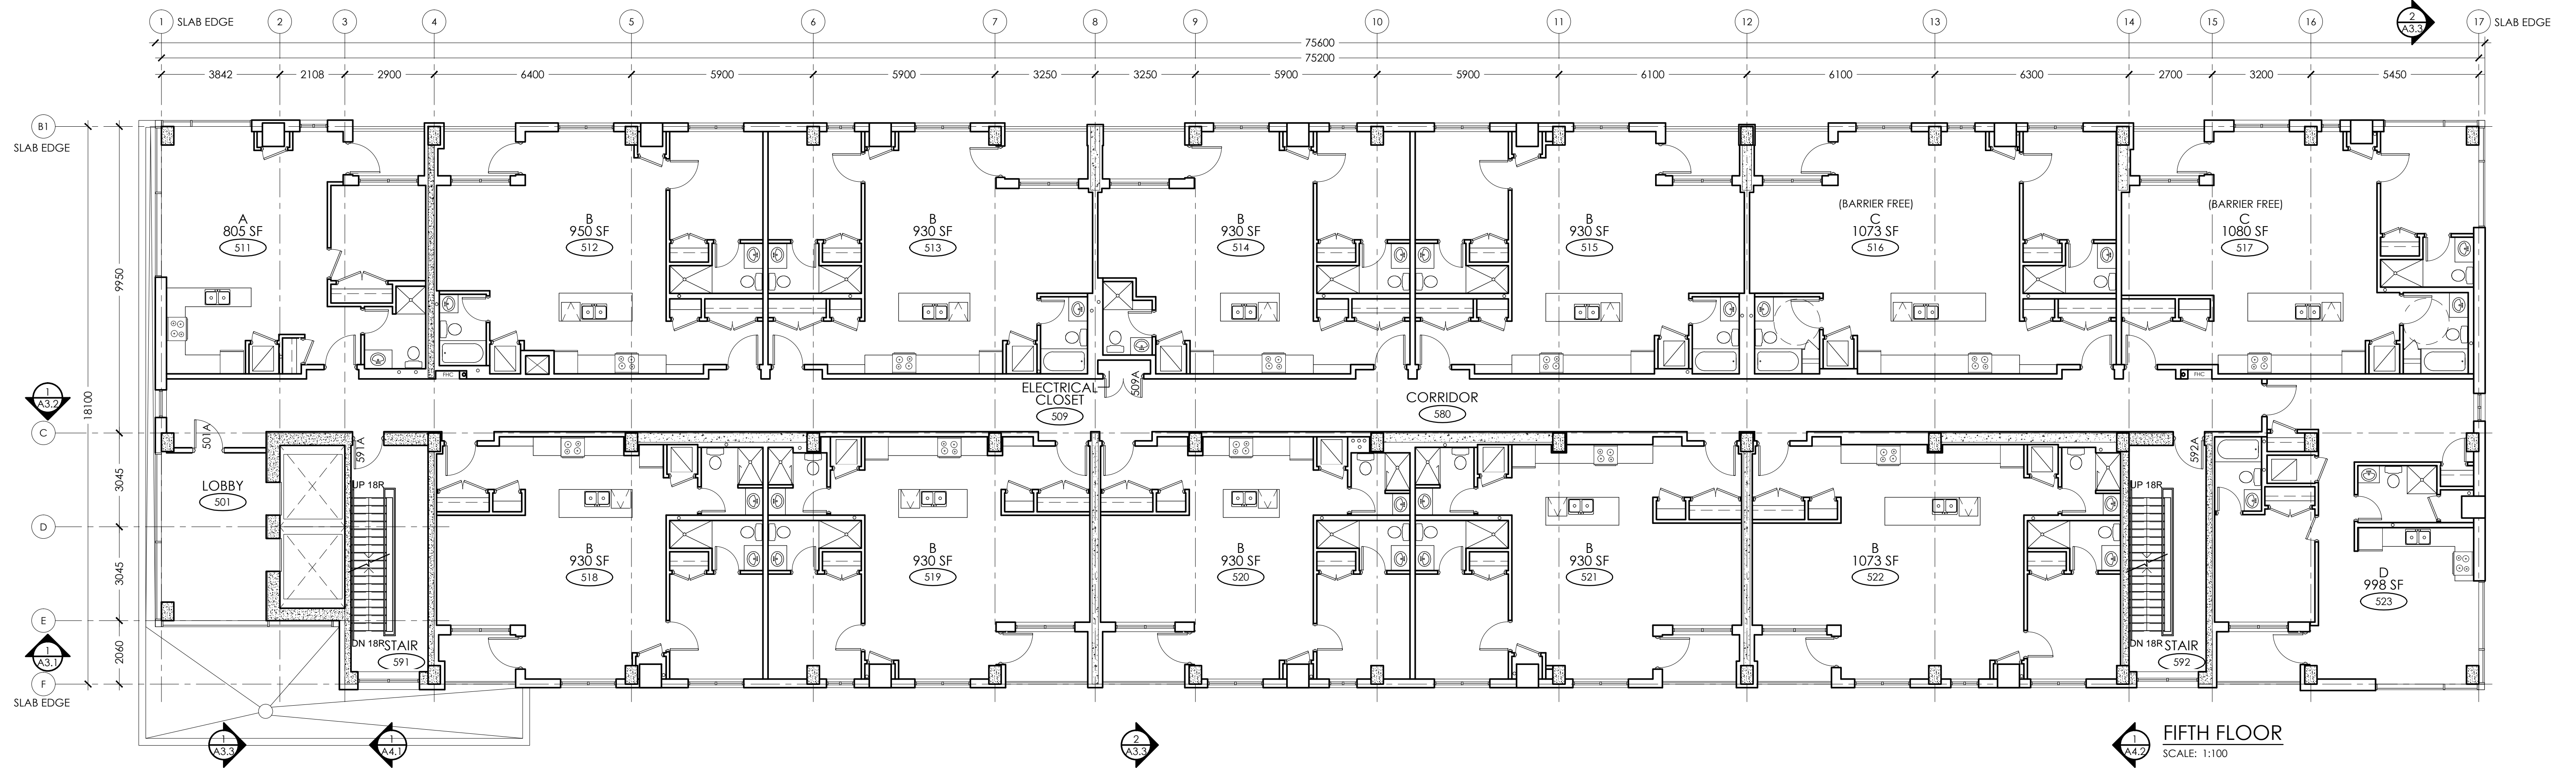 1 SLAB EDGE 2 3 4 5 6 7 8 9 10 11 12 13 14 15 16 17 SLAB EDGE
2
A3.3
75600
75200
3842 2108 2900 6400 5900 5900 3250 3250 5900 5900 6100 6100 6300 2700 3200 5450
B1
SLAB EDGE
9950
18100
3045
3045
2060
C
D
E
F
SLAB EDGE
1
A3.2
1
A3.1
A
805 SF
511
B
950 SF
512
B
930 SF
513
B
930 SF
514
B
930 SF
515
(BARRIER FREE)
C
1073 SF
516
(BARRIER FREE)
C
1080 SF
517
FHC
FHC
ELECTRICAL
CLOSET
509
509A
CORRIDOR
580
501A
591A
592A
LOBBY
501
UP 18R
DN 18R
STAIR
591
B
930 SF
518
B
930 SF
519
B
930 SF
520
B
930 SF
521
B
1073 SF
522
UP 18R
DN 18R
STAIR
592
D
998 SF
523
1
A3.3
1
A4.1
2
A3.3
1
A4.2
FIFTH FLOOR
SCALE: 1:100